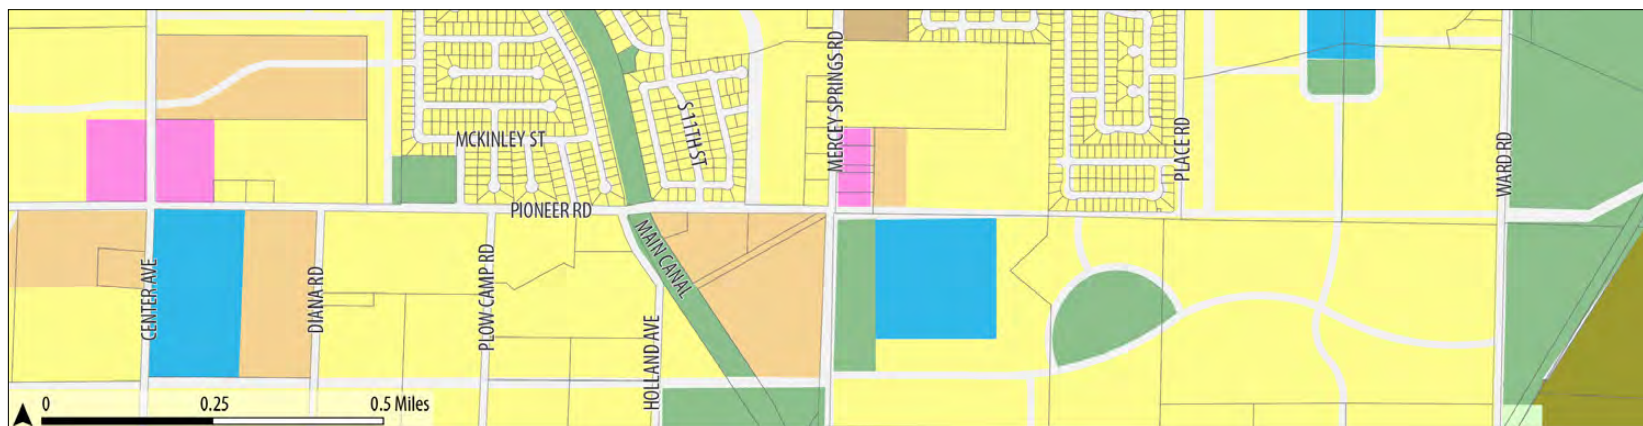 MCKINLEY ST
S 11TH ST
MERCEY SPRINGS RD
PLACE RD
WARD RD
PIONEER RD
CENTER AVE
DIANA RD
PLOW CAMP RD
HOLLAND AVE
MAIN CANAL
0 0.25 0.5 Miles